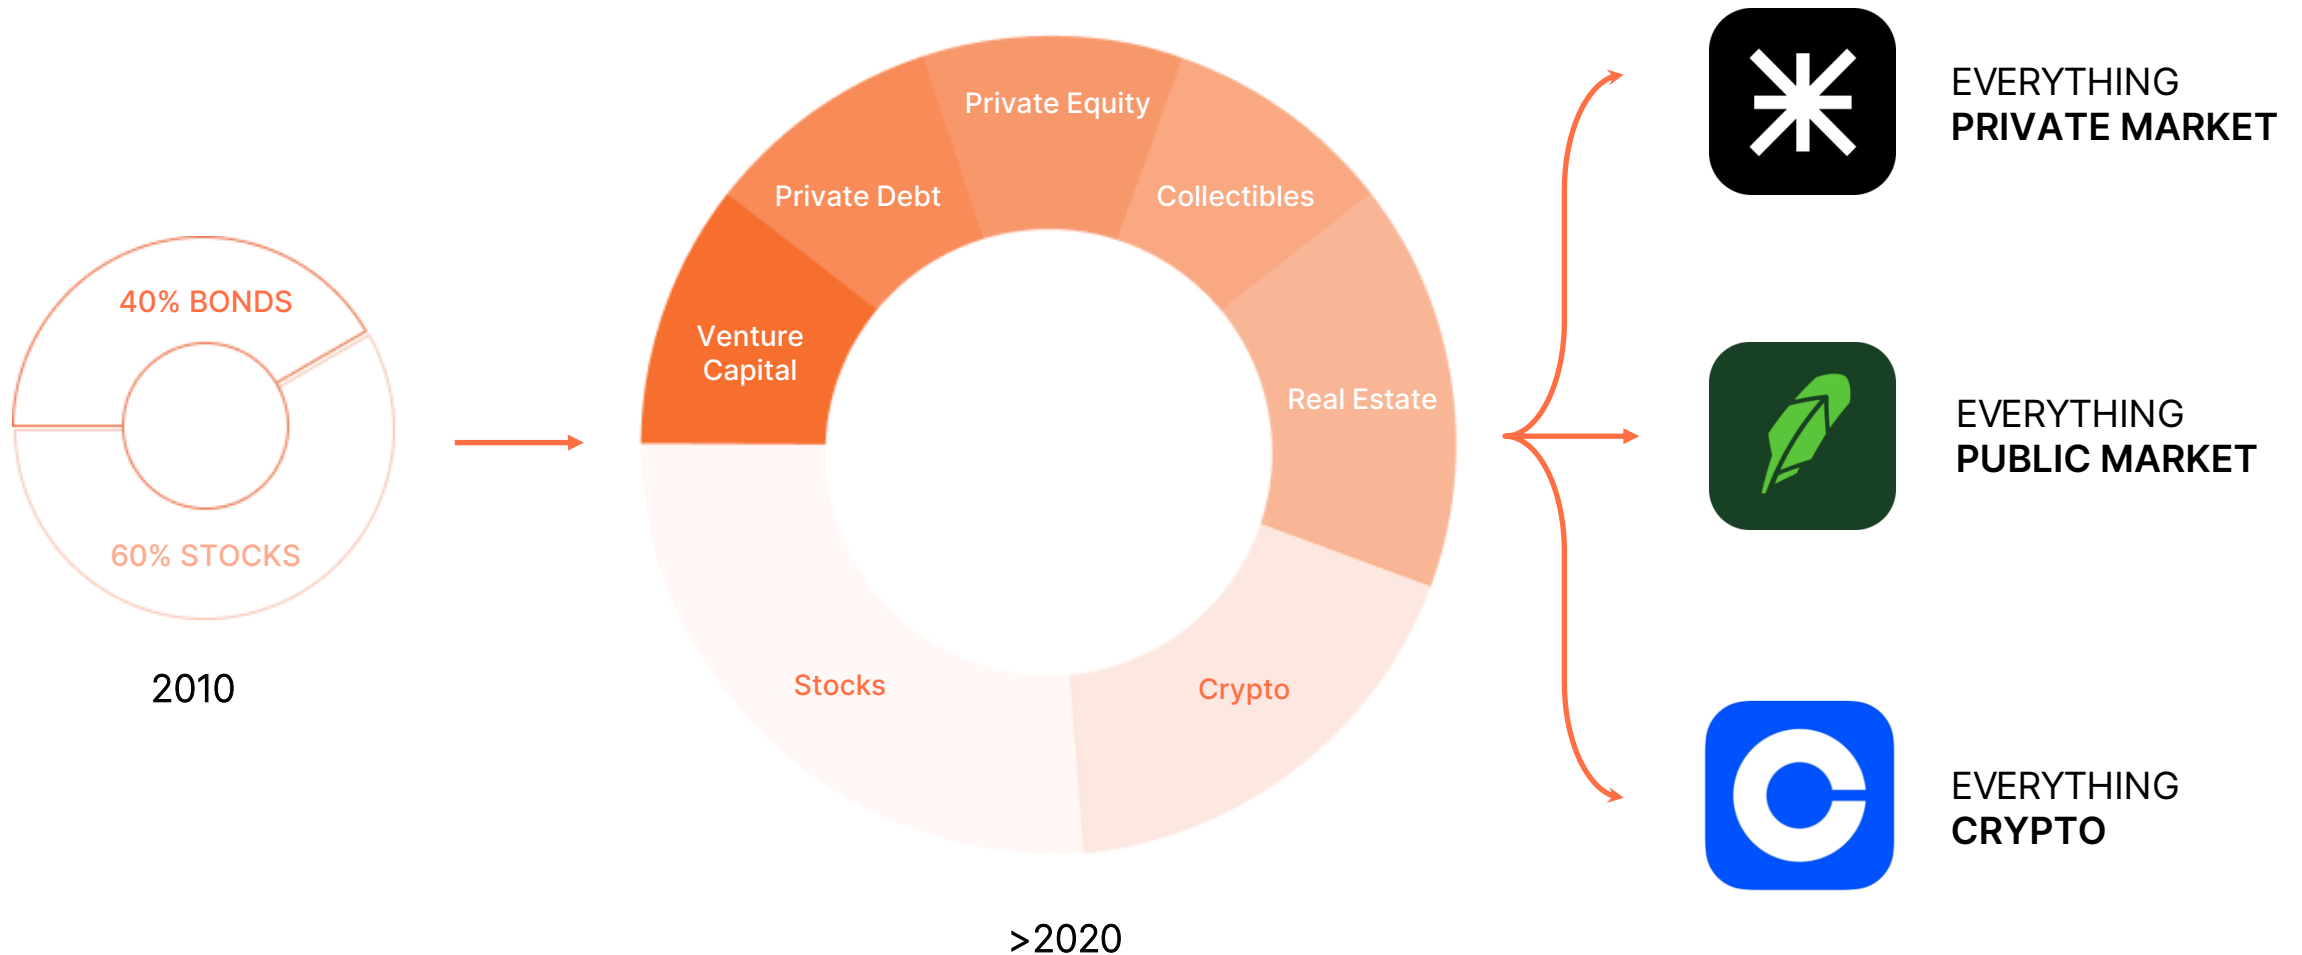 40% BONDS
60% STOCKS
2010
Private Equity
Private Debt
Collectibles
Venture
Capital
Real Estate
Stocks
Crypto
>2020
EVERYTHING
PRIVATE MARKET
EVERYTHING
PUBLIC MARKET
EVERYTHING
CRYPTO